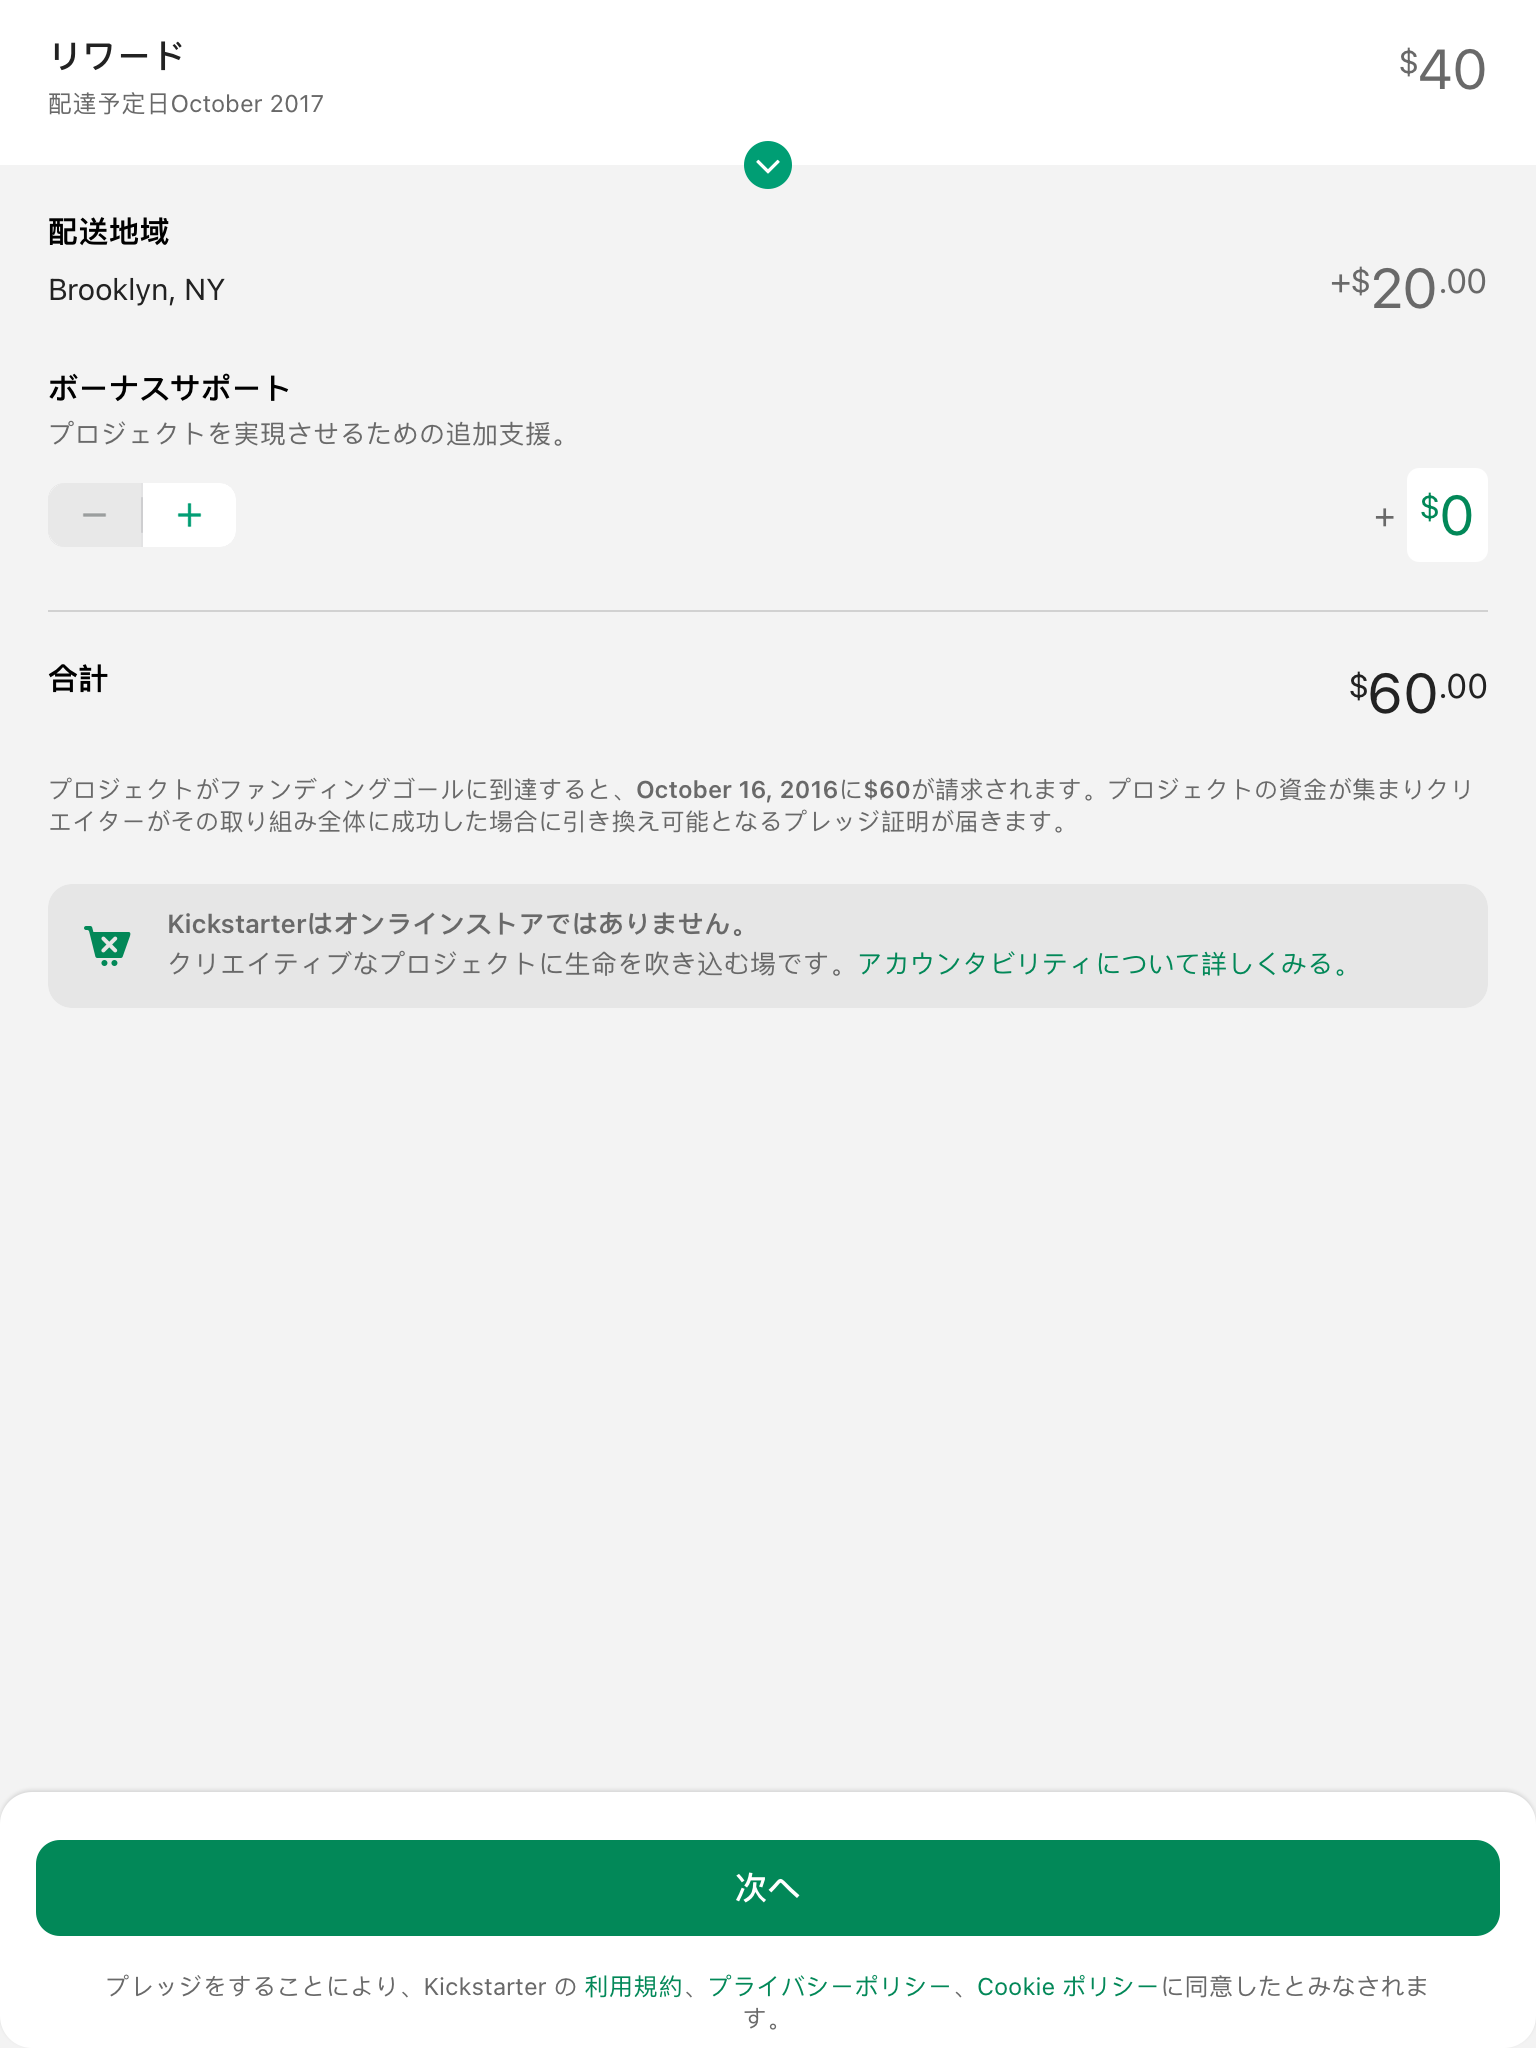 リワード
$40
配達予定日October 2017
配送地域
Brooklyn, NY
+$20.00
ボーナスサポート
プロジェクトを実現させるための追加支援。
− +
+ $0
合計
$60.00
プロジェクトがファンディングゴールに到達すると、October 16, 2016に$60が請求されます。プロジェクトの資金が集まりクリ
エイターがその取り組み全体に成功した場合に引き換え可能となるプレッジ証明が届きます。
Kickstarterはオンラインストアではありません。
クリエイティブなプロジェクトに生命を吹き込む場です。アカウンタビリティについて詳しくみる。
次へ
プレッジをすることにより、Kickstarter の 利用規約、プライバシーポリシー、Cookie ポリシーに同意したとみなされま
す。